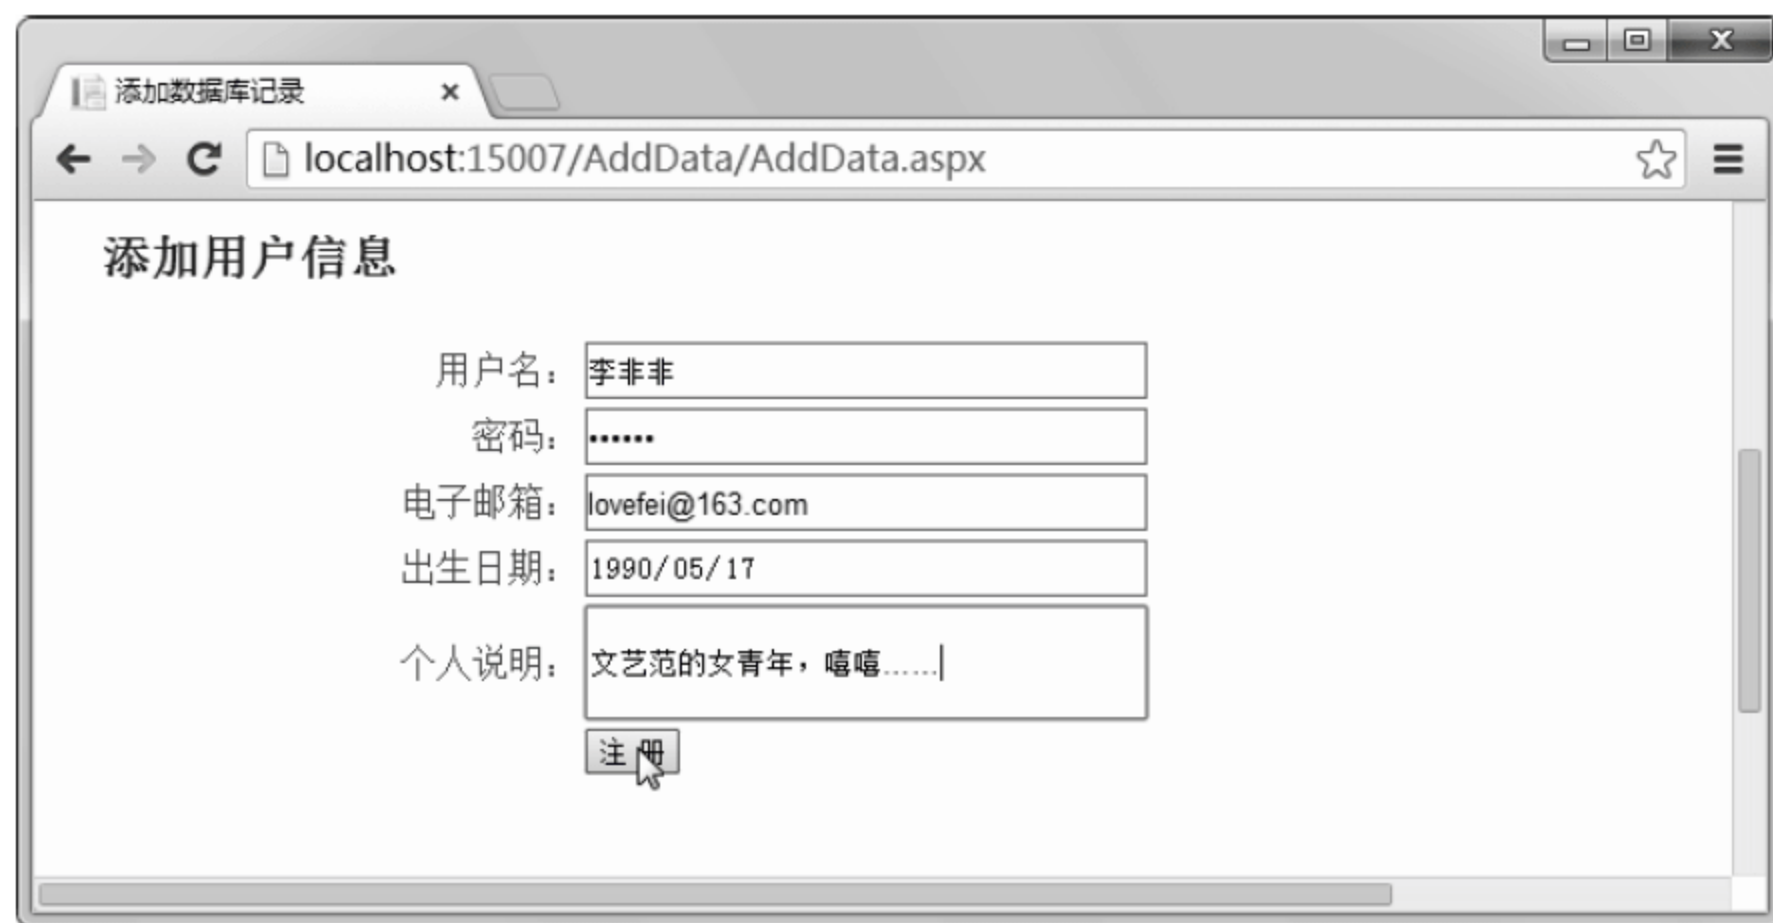 添加数据库记录
localhost:15007/AddData/AddData.aspx
添加用户信息
用户名： 李非非
密码： ••••••
电子邮箱： lovefei@163.com
出生日期： 1990/05/17
个人说明： 文艺范的女青年，嘻嘻……
注 册